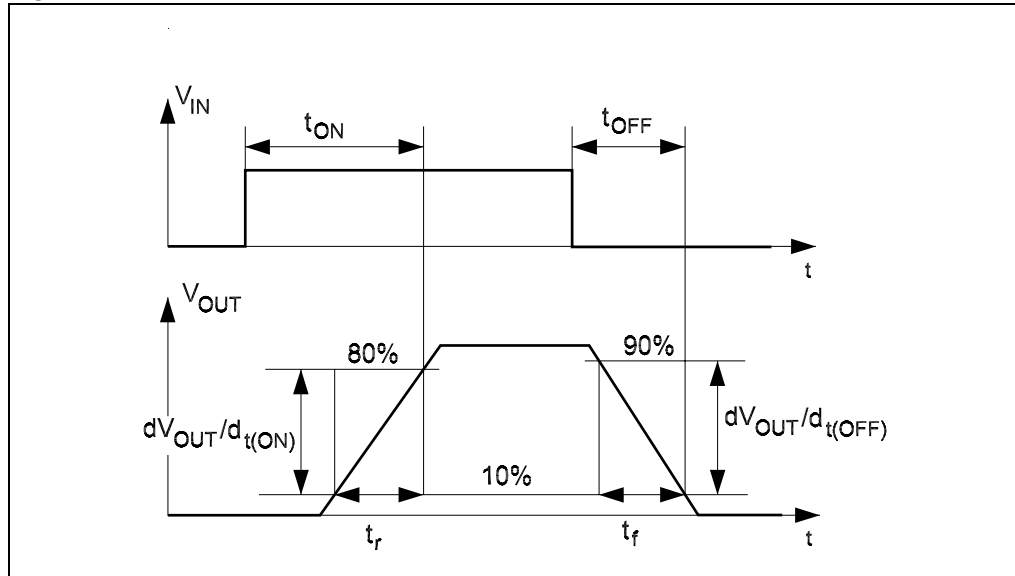 V_IN
t_ON
t_OFF
t
V_OUT
80%
90%
dV_OUT/d_t(ON)
dV_OUT/d_t(OFF)
10%
t_r
t_f
t